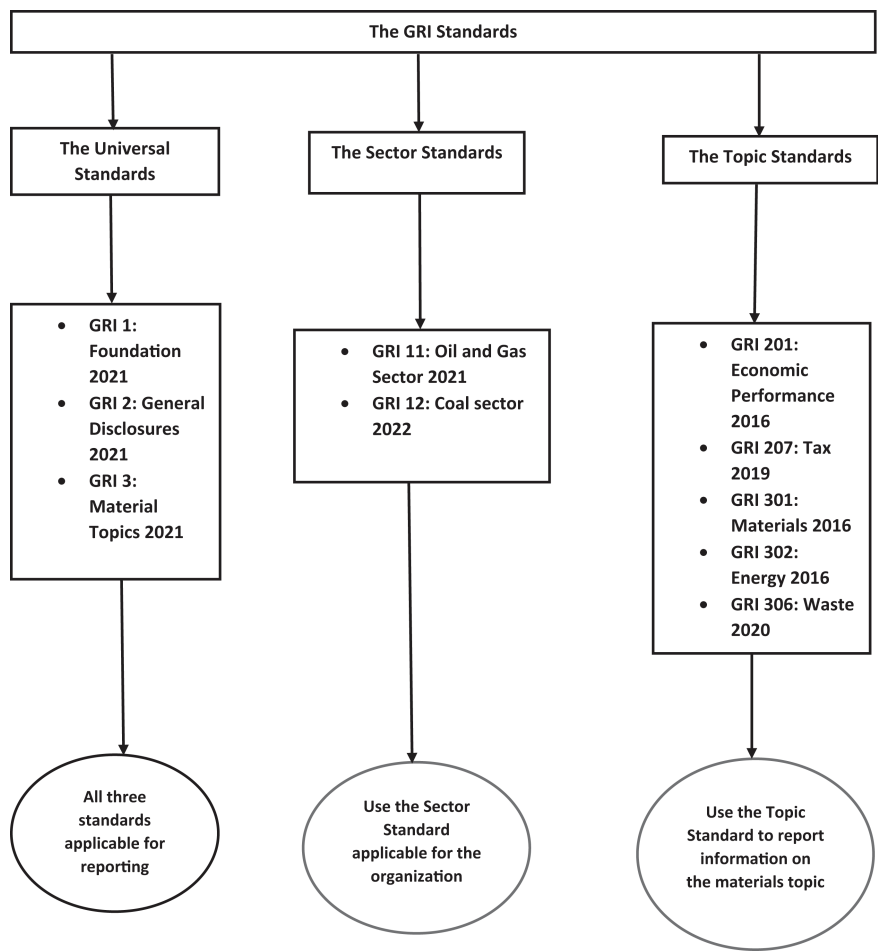 The GRI Standards
The Universal
Standards
The Sector Standards
The Topic Standards
• GRI 1:
Foundation
2021
• GRI 2: General
Disclosures
2021
• GRI 3:
Material
Topics 2021
• GRI 11: Oil and Gas
Sector 2021
• GRI 12: Coal sector
2022
• GRI 201:
Economic
Performance
2016
• GRI 207: Tax
2019
• GRI 301:
Materials 2016
• GRI 302:
Energy 2016
• GRI 306: Waste
2020
All three
standards
applicable for
reporting
Use the Sector
Standard
applicable for the
organization
Use the Topic
Standard to report
information on
the materials topic